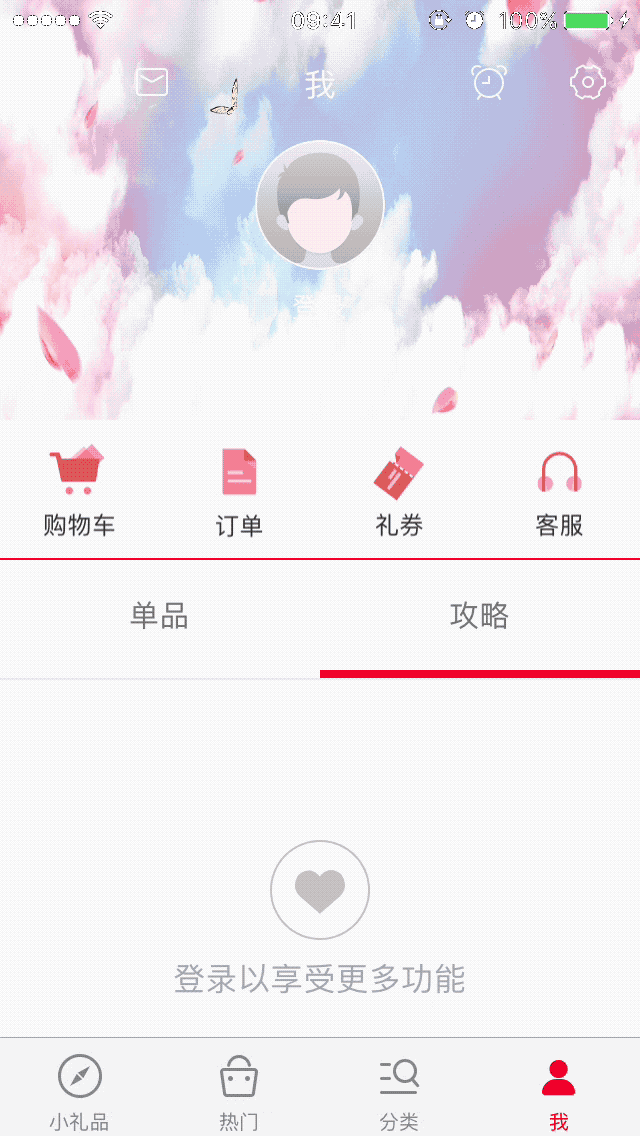 09:41 100%
我
购物车 订单 礼券 客服
单品 攻略
登录以享受更多功能
小礼品 热门 分类 我